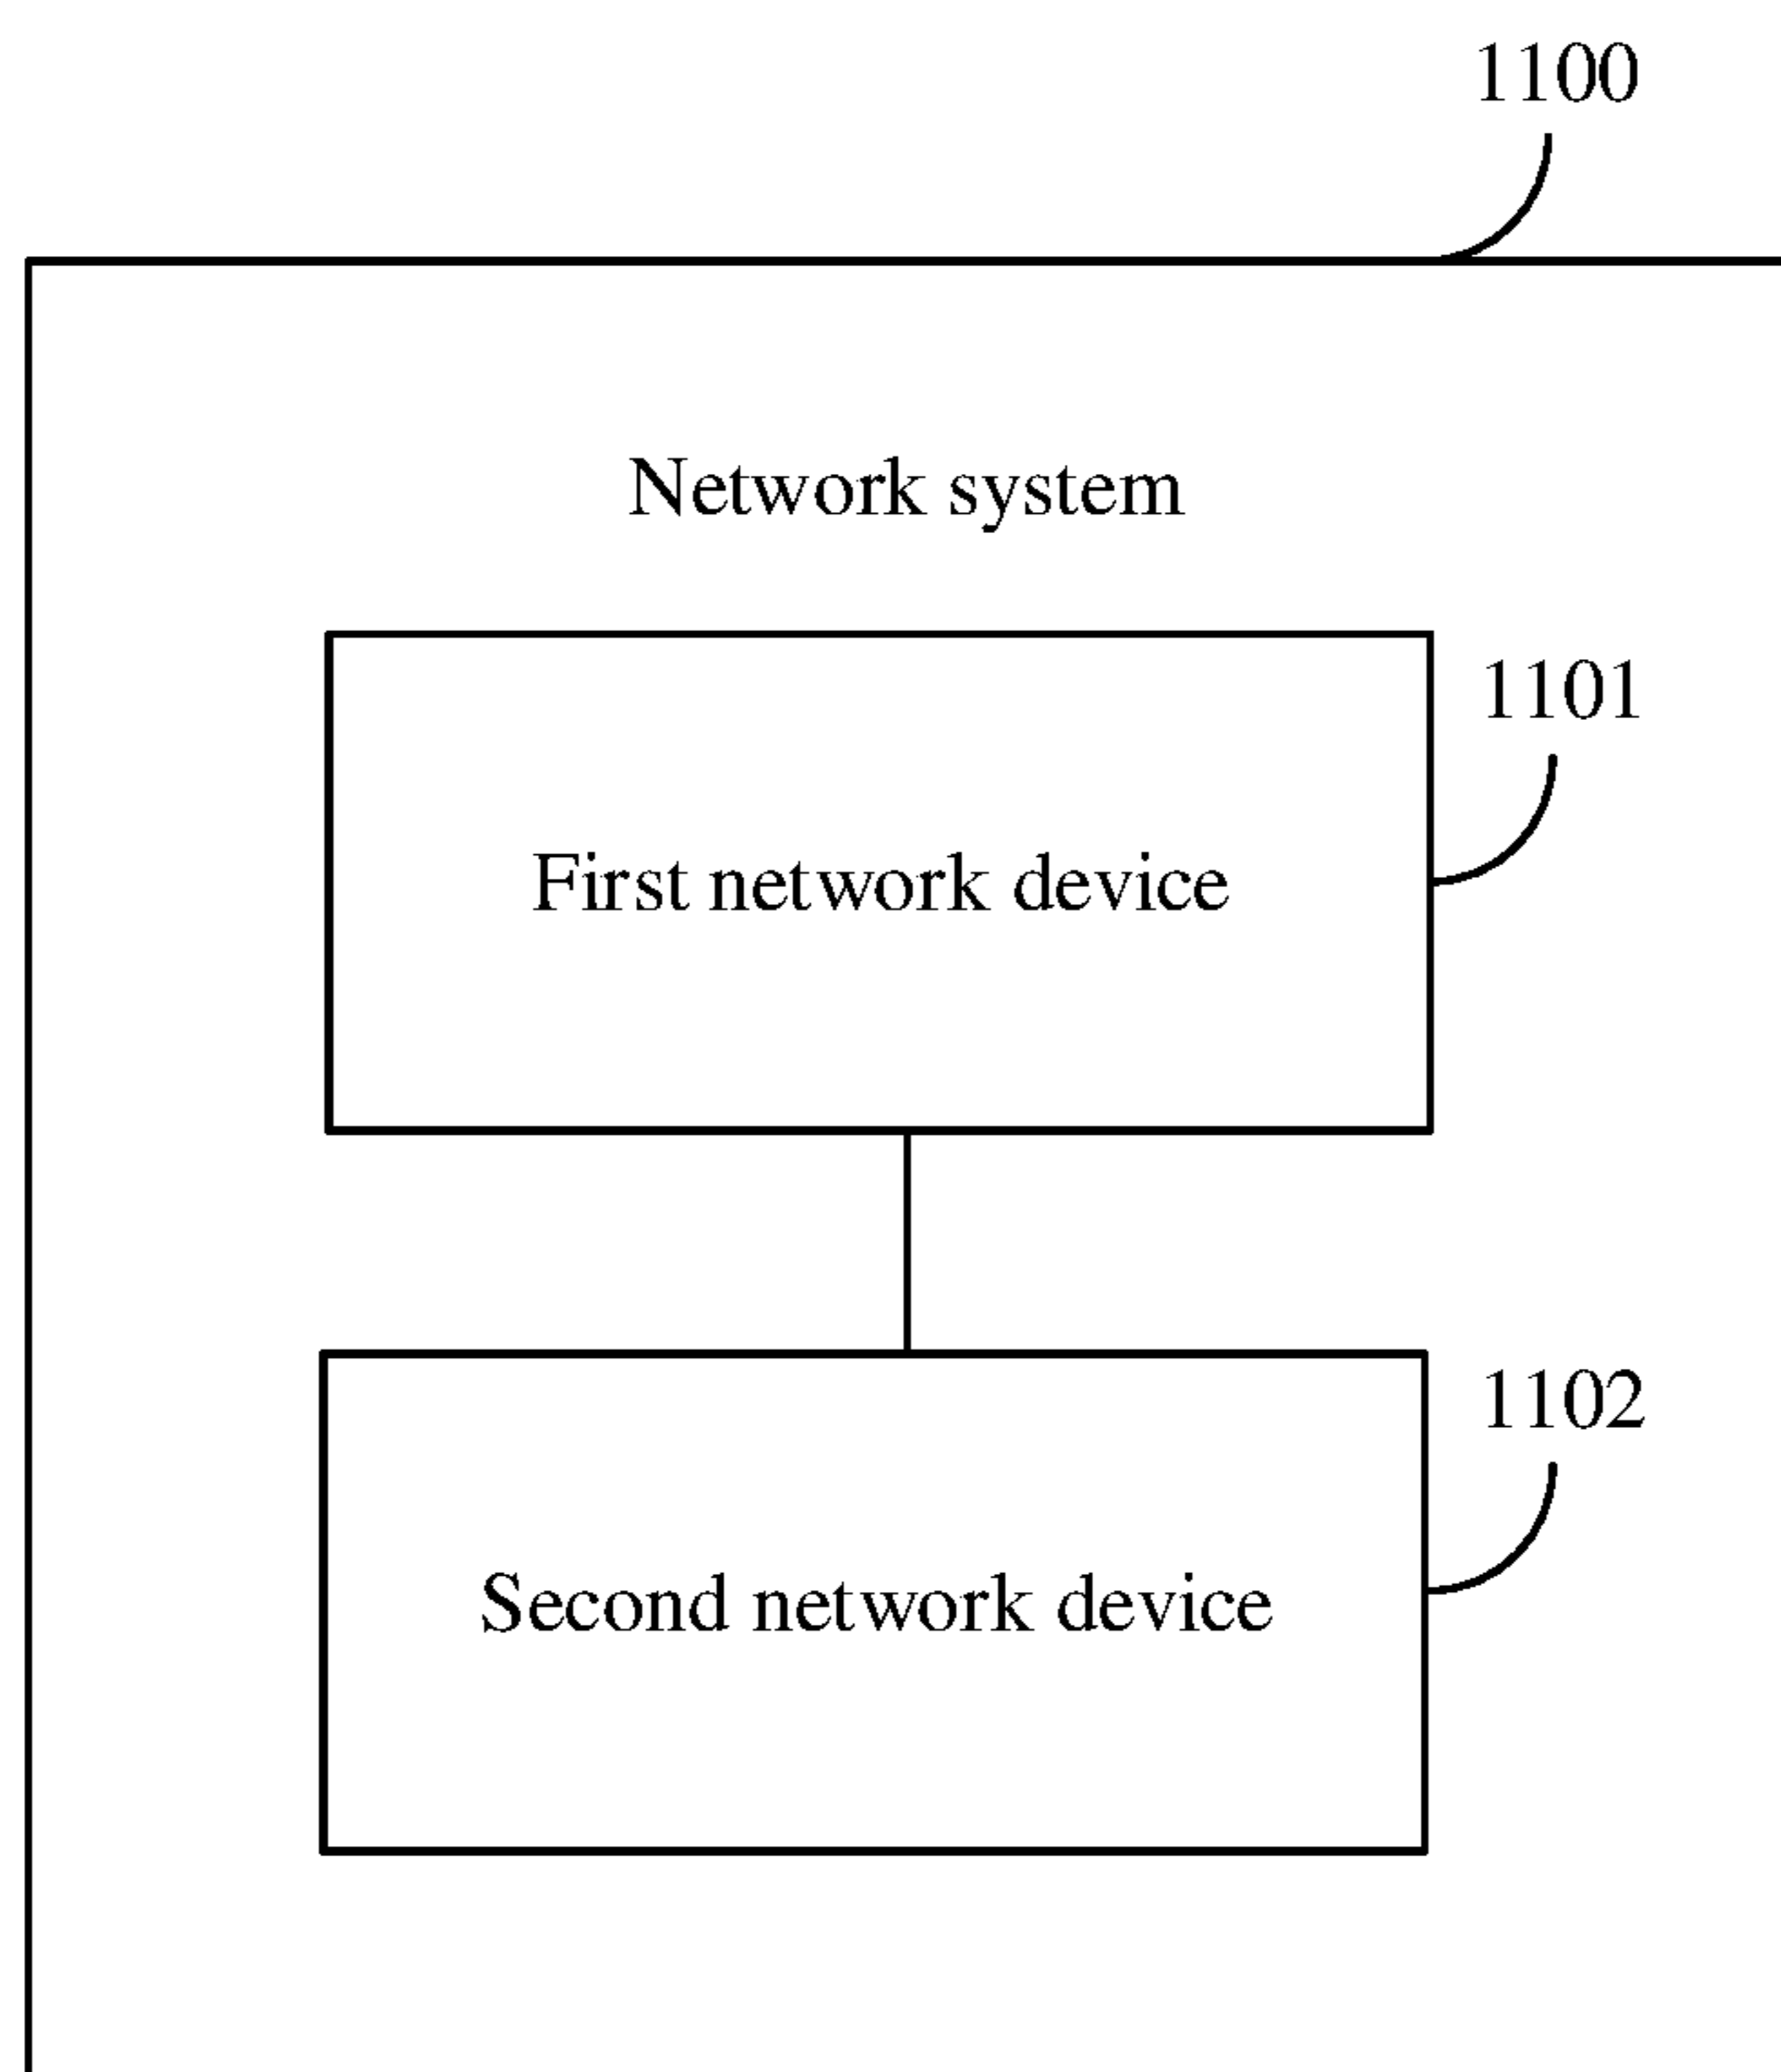 1100
Network system
1101
First network device
1102
Second network device